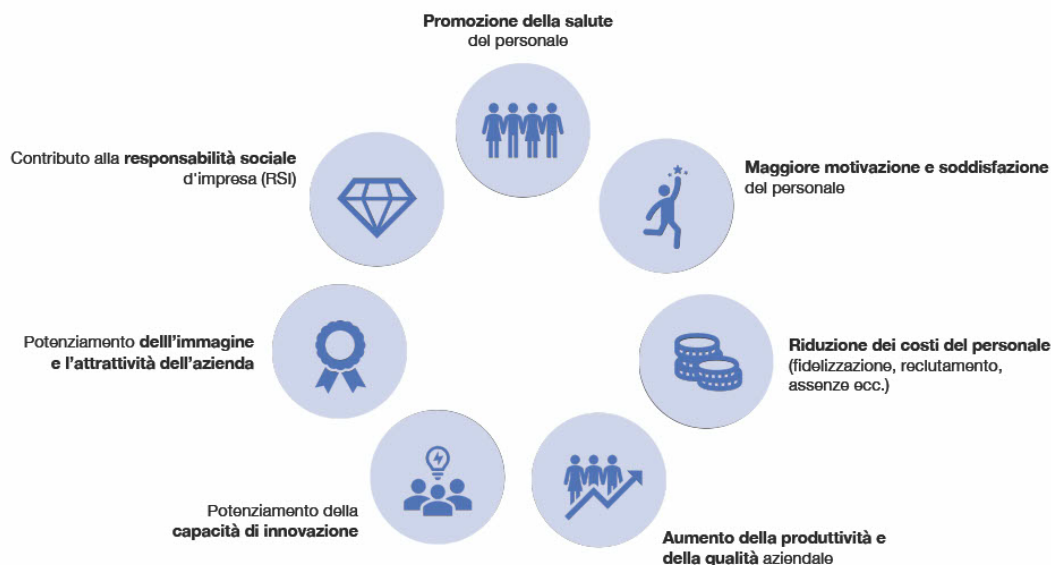 Promozione della salute
del personale
Maggiore motivazione e soddisfazione
del personale
Riduzione dei costi del personale
(fidelizzazione, reclutamento,
assenze ecc.)
Aumento della produttività e
della qualità aziendale
Potenziamento della
capacità di innovazione
Potenziamento delll'immagine
e l'attrattività dell'azienda
Contributo alla responsabilità sociale
d'impresa (RSI)